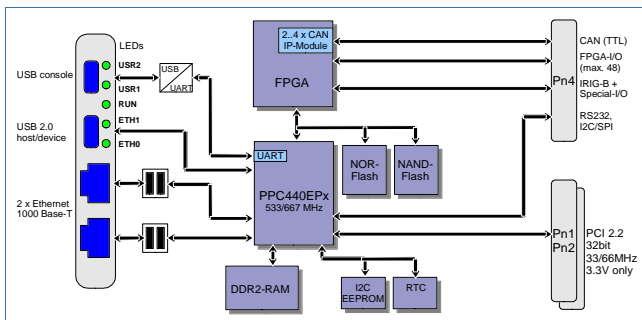 LEDs
USB console
USR2
USR1
RUN
USB 2.0
host/device
ETH1
ETH0
2 x Ethernet
1000 Base-T
USB
UART
2..4 x CAN
IP-Module
FPGA
UART
PPC440EPx
533/667 MHz
NOR-
Flash
NAND-
Flash
DDR2-RAM
I2C
EEPROM
RTC
Pn4
CAN (TTL)
FPGA-I/O
(max. 48)
IRIG-B +
Special-I/O
RS232,
I2C/SPI
Pn1
Pn2
PCI 2.2
32bit
33/66MHz
3.3V only